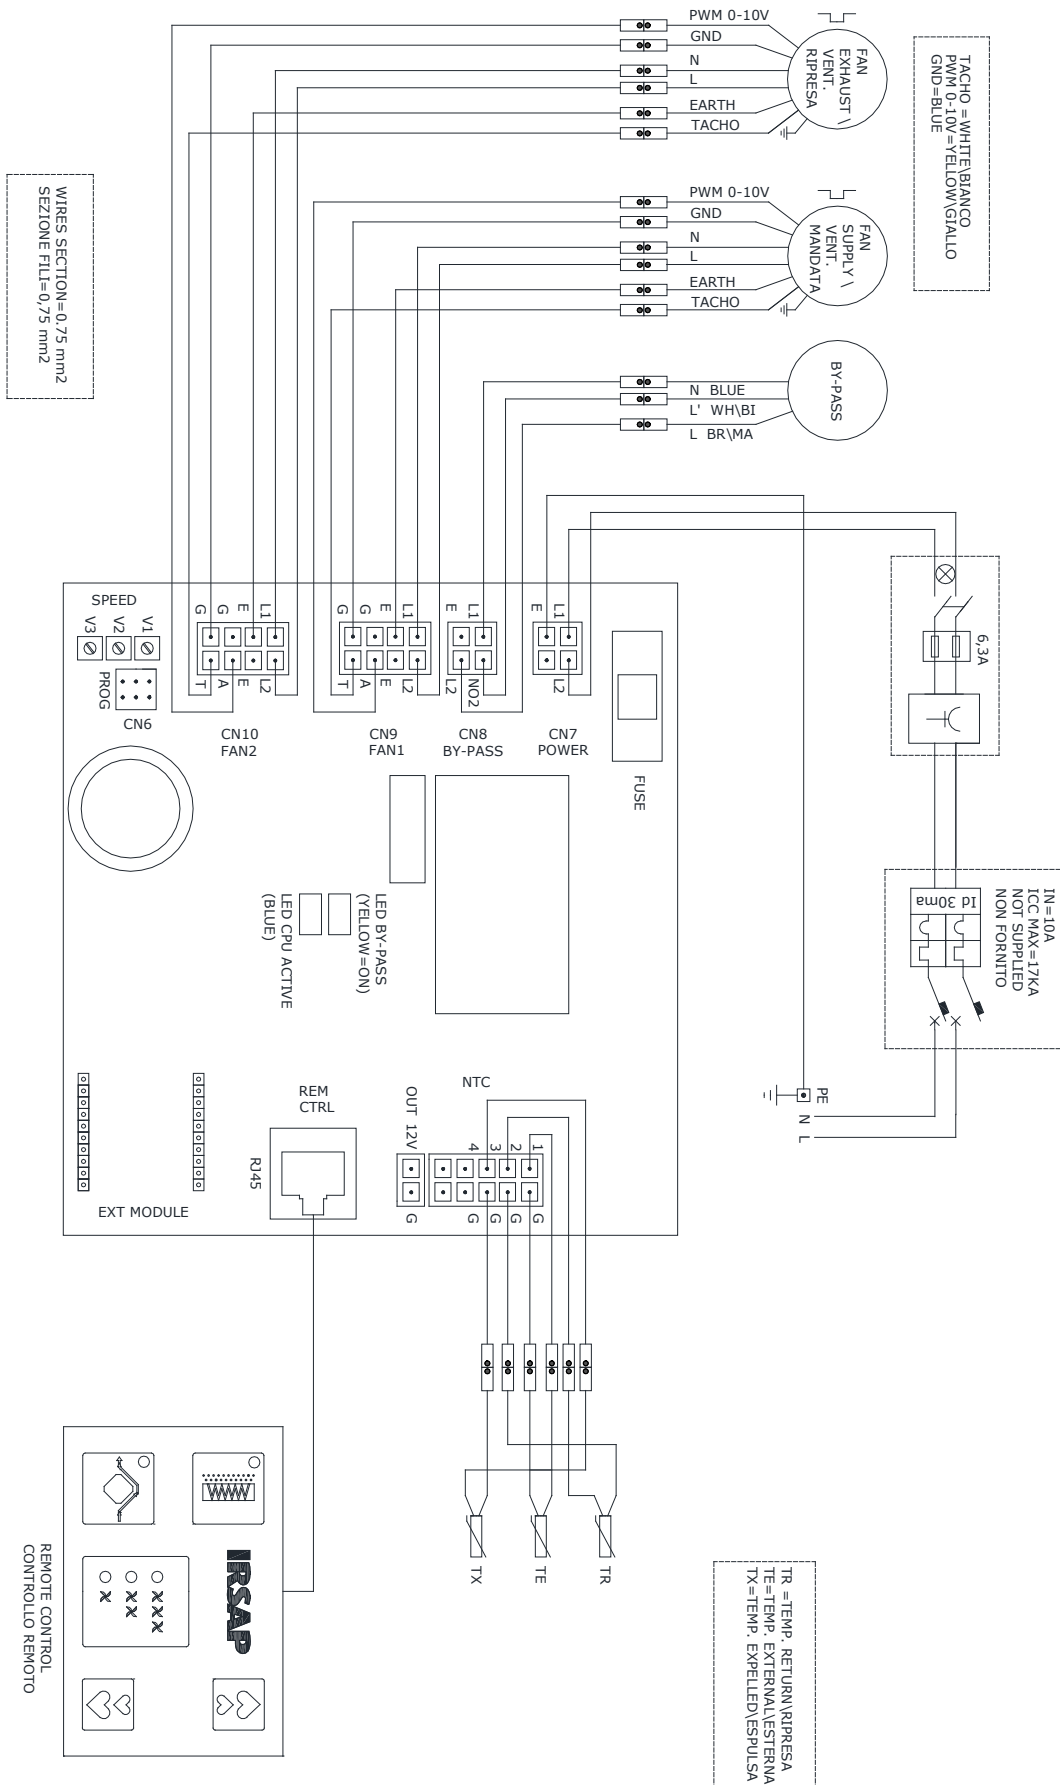 PWM 0-10V
GND
N
L
EARTH
TACHO
FAN
EXHAUST \
VENT.
RIPRESA
TACHO =WHITE\BIANCO
PWM 0-10V=YELLOW\GIALLO
GND=BLUE
WIRES SECTION=0.75 mm2
SEZIONE FILI=0,75 mm2
PWM 0-10V
GND
N
L
EARTH
TACHO
FAN
SUPPLY \
VENT.
MANDATA
N BLUE
L' WH\BI
L BR\MA
BY-PASS
6,3A
SPEED
V3
V2
V1
PROG
CN6
G
G
E
L1
T
A
E
L2
CN10
FAN2
G
G
E
L1
T
A
E
L2
CN9
FAN1
E
L1
L2
NO2
CN8
BY-PASS
E
L1
L2
CN7
POWER
FUSE
LED BY-PASS
(YELLOW=ON)
LED CPU ACTIVE
(BLUE)
IN=10A
ICC MAX=17KA
NOT SUPPLIED
NON FORNITO
Id 30ma
PE
N
L
NTC
OUT 12V
G
4
3
2
1
G
G
G
G
REM
CTRL
RJ45
EXT MODULE
TX
TE
TR
TR =TEMP. RETURN\RIPRESA
TE=TEMP. EXTERNAL\ESTERNA
TX=TEMP. EXPELLED\ESPULSA
IRSAP
REMOTE CONTROL
CONTROLLO REMOTO